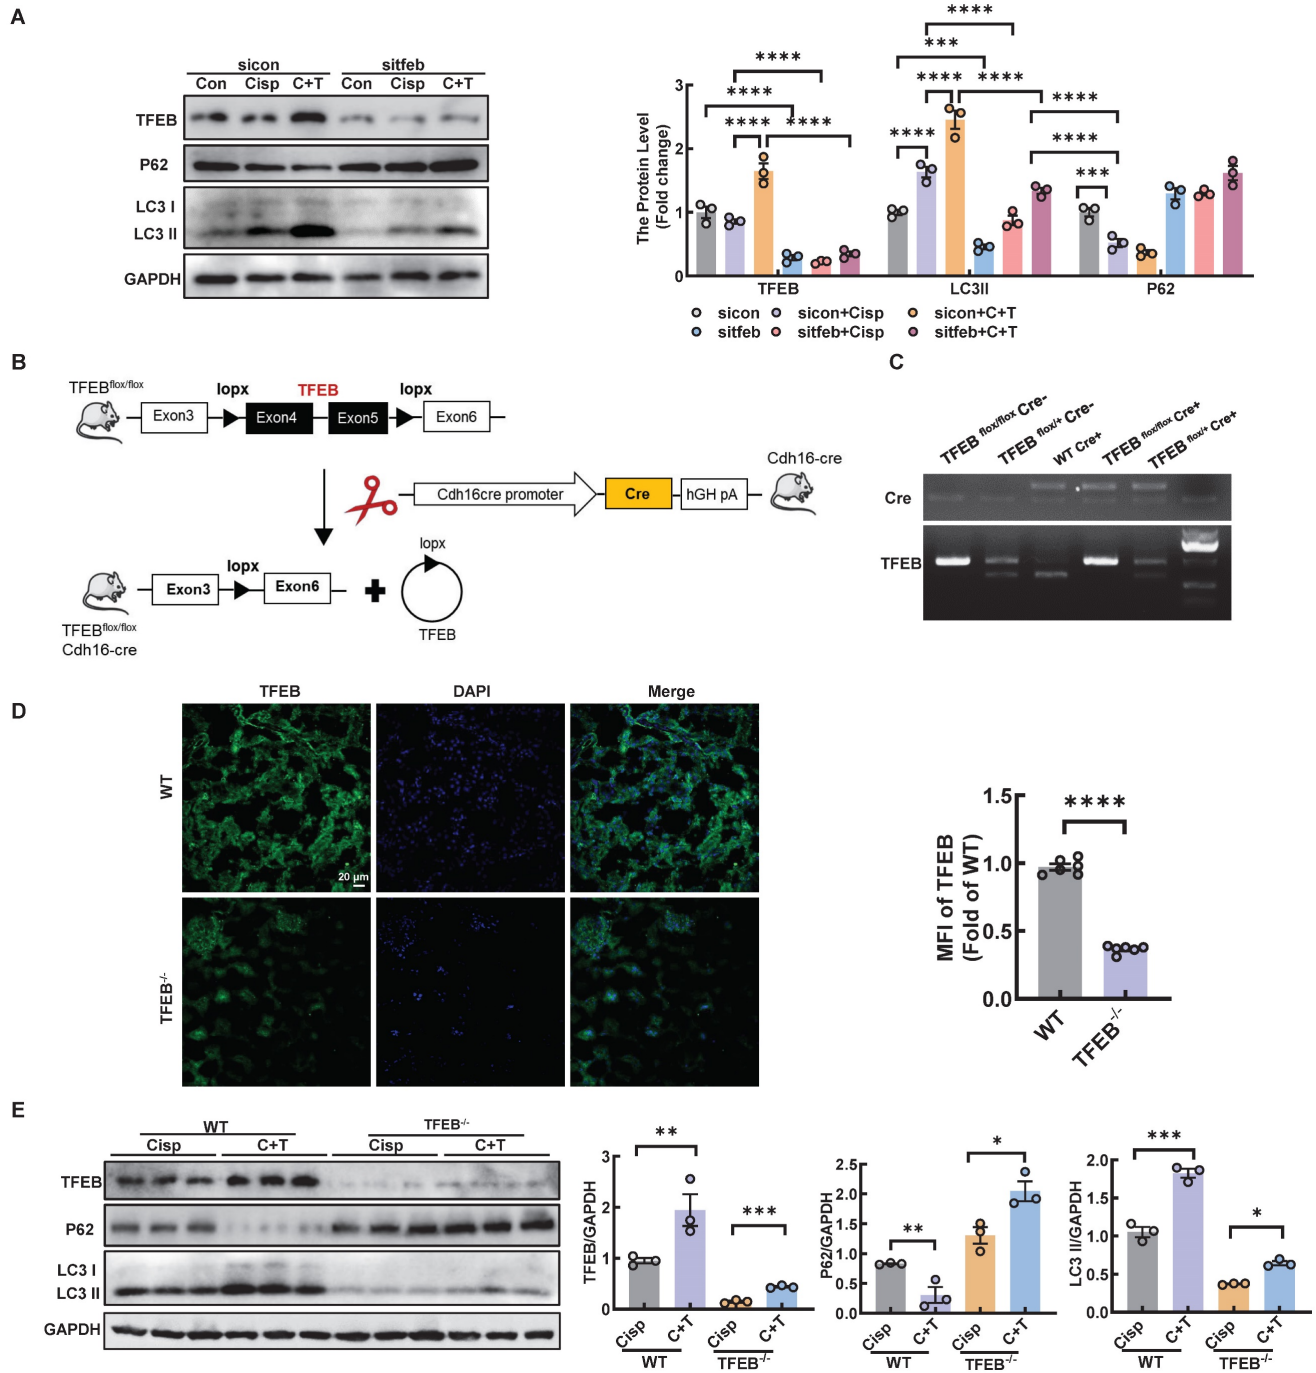 A
sicon sitfeb
Con Cisp C+T Con Cisp C+T
TFEB
P62
LC3 I
LC3 II
GAPDH
The Protein Level
(Fold change)
3
2
1
0
**** **** **** ****
**** *** **** **** ****
**** **** ***
TFEB LC3II P62
sicon sicon+Cisp sicon+C+T
sitfeb sitfeb+Cisp sitfeb+C+T
B
TFEBflox/flox
lopx TFEB lopx
Exon3 Exon4 Exon5 Exon6
Cdh16-cre
Cdh16cre promoter Cre hGH pA
lopx
lopx
Exon3 Exon6
TFEB
TFEBflox/flox
Cdh16-cre
C
TFEB flox/flox Cre-
TFEB flox/+ Cre-
WT Cre+
TFEB flox/flox Cre+
TFEB flox/+ Cre+
Cre
TFEB
D
TFEB DAPI Merge
WT
20 μm
TFEB-/-
MFI of TFEB
(Fold of WT)
1.5
1.0
0.5
0.0
****
WT TFEB-/-
E
WT TFEB-/-
Cisp C+T Cisp C+T
TFEB
P62
LC3 I
LC3 II
GAPDH
TFEB/GAPDH
3
2
1
0
** ***
Cisp C+T Cisp C+T
WT TFEB-/-
P62/GAPDH
2.5
2.0
1.5
1.0
0.5
0.0
** *
Cisp C+T Cisp C+T
WT TFEB-/-
LC3 II/GAPDH
2.0
1.5
1.0
0.5
0.0
*** *
Cisp C+T Cisp C+T
WT TFEB-/-